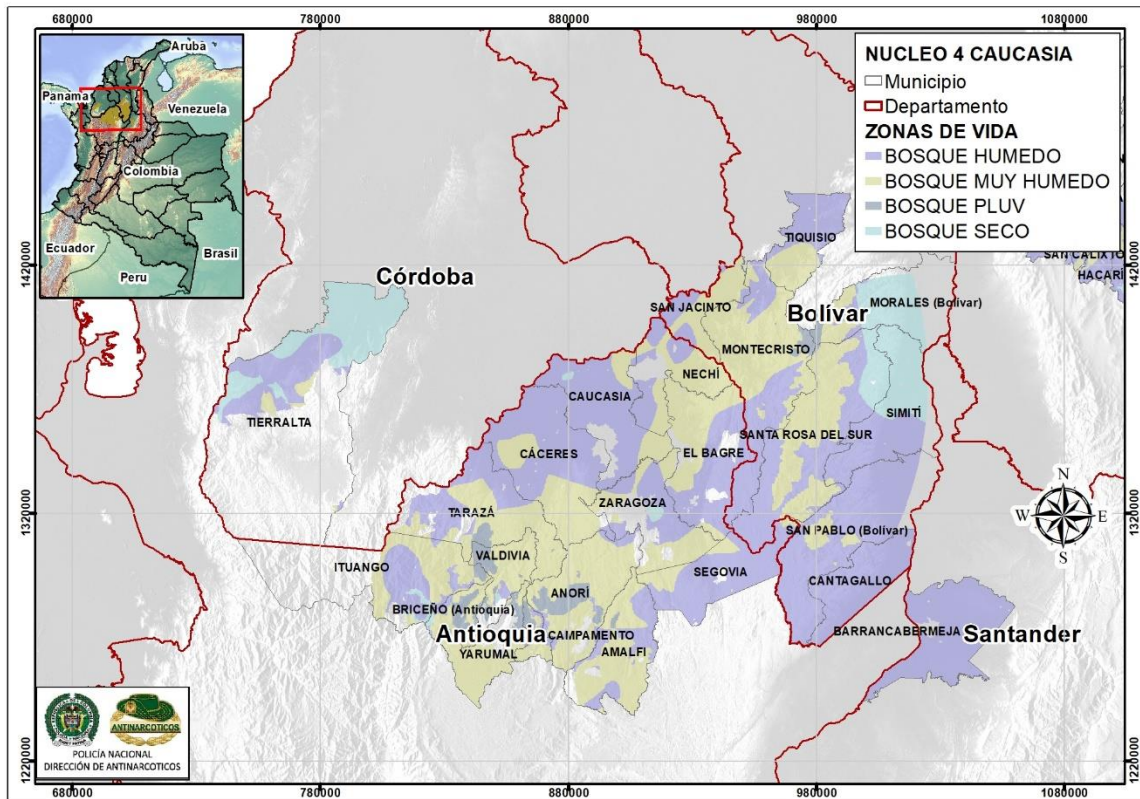 680000
780000
880000
980000
1080000
Aruba
Panama
Venezuela
Colombia
Ecuador
Brasil
Peru
NUCLEO 4 CAUCASIA
Municipio
Departamento
ZONAS DE VIDA
BOSQUE HUMEDO
BOSQUE MUY HUMEDO
BOSQUE PLUV
BOSQUE SECO
1420000
1420000
TIQUISIO
SAN CALIXTO
HACARÍ
Córdoba
SAN JACINTO
Bolívar
MORALES (Bolívar)
MONTECRISTO
NECHÍ
CAUCASIA
SIMITÍ
TIERRALTA
SANTA ROSA DEL SUR
CÁCERES
EL BAGRE
ZARAGOZA
TARAZÁ
1320000
1320000
SAN PABLO (Bolívar)
N
W
E
S
VALDIVIA
ITUANGO
SEGOVIA
CANTAGALLO
ANORÍ
BRICEÑO (Antioquia)
Antioquia
CAMPAMENTO
BARRANCABERMEJA
Santander
YARUMAL
AMALFI
ANTINARCOTICOS
POLICÍA NACIONAL
DIRECCIÓN DE ANTINARCOTICOS
1220000
1220000
680000
780000
880000
980000
1080000